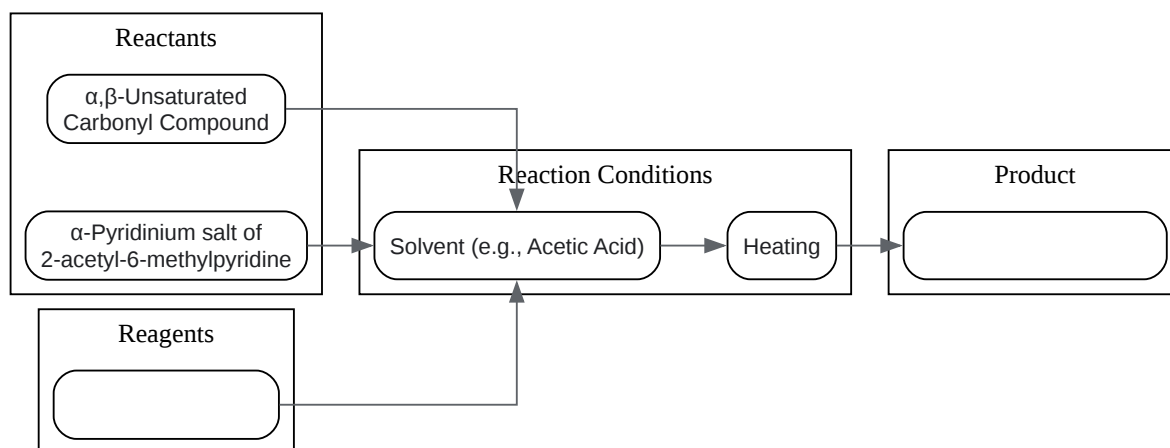 Reactants
α,β-Unsaturated
Carbonyl Compound
α-Pyridinium salt of
2-acetyl-6-methylpyridine
Reagents
Reaction Conditions
Solvent (e.g., Acetic Acid)
Heating
Product